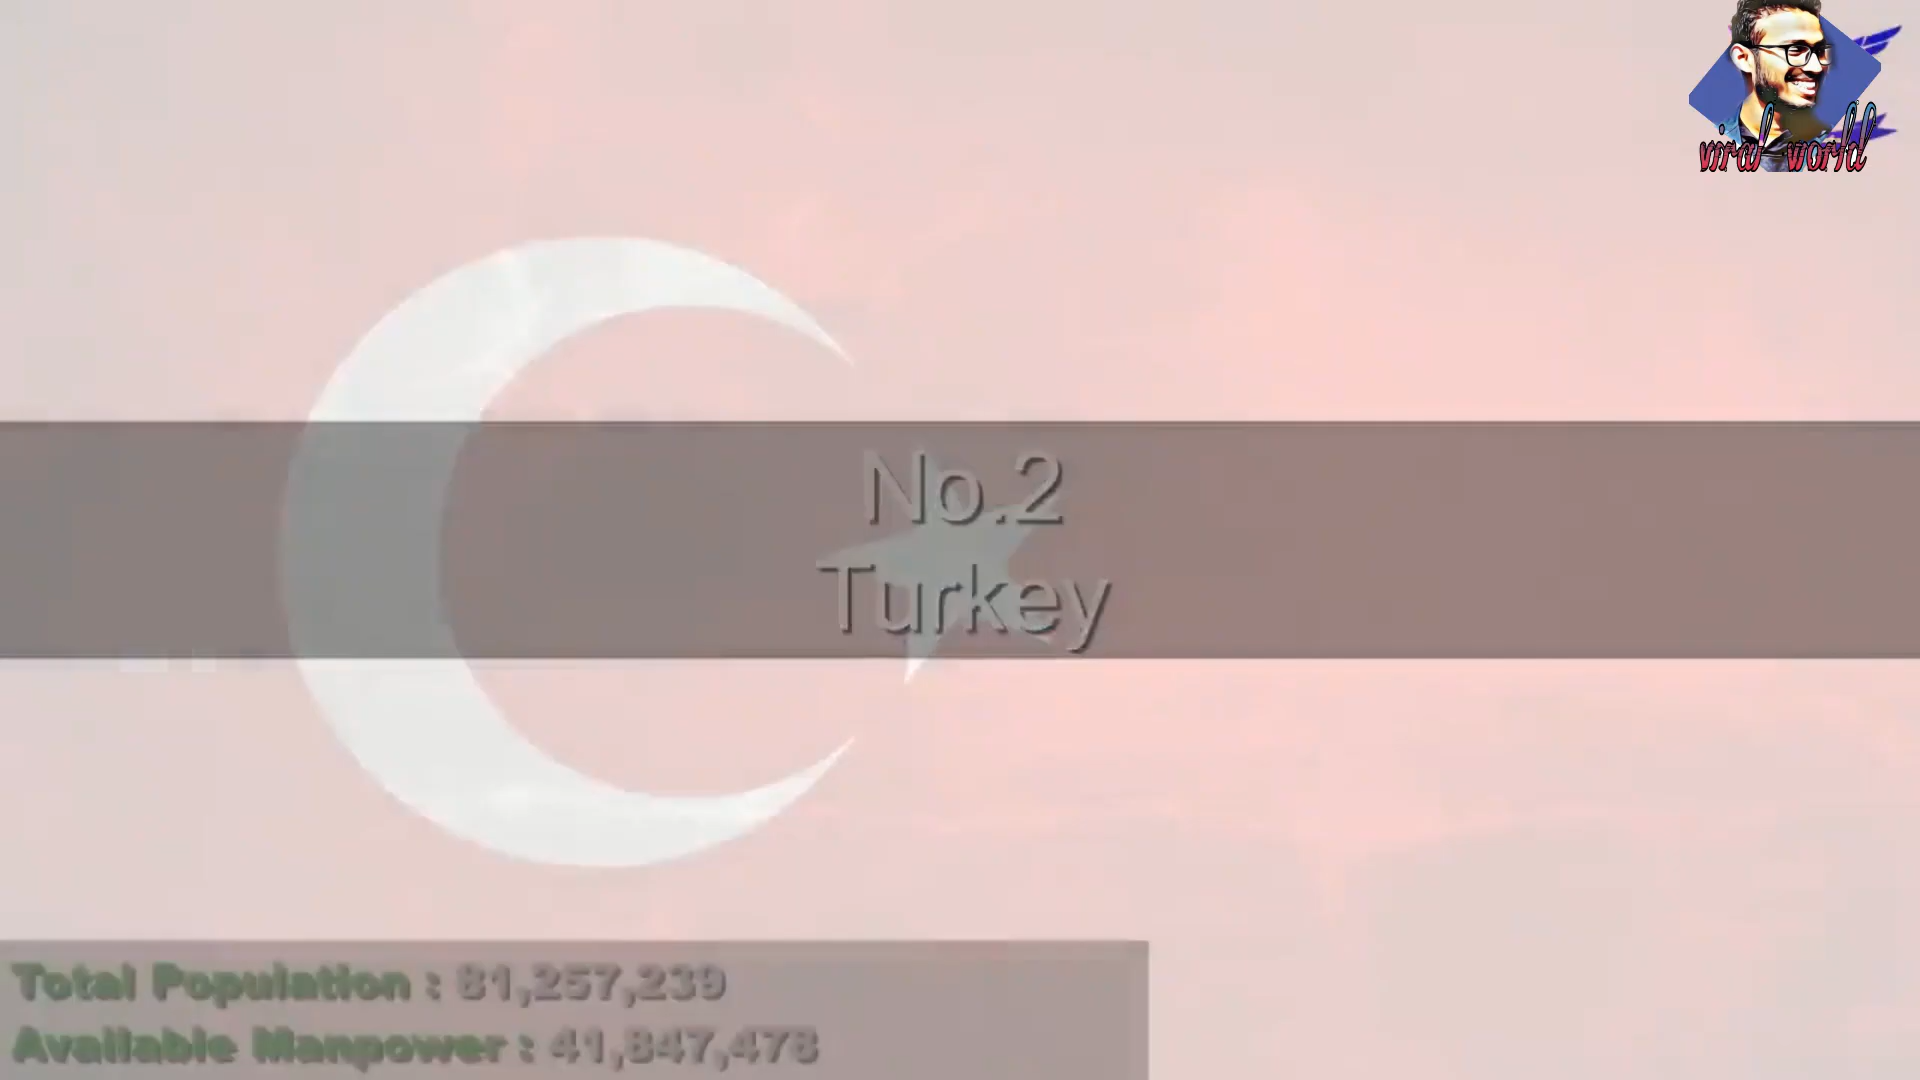 viral world
No.2
Turkey
Total Population : 81,257,239
Available Manpower : 41,847,478